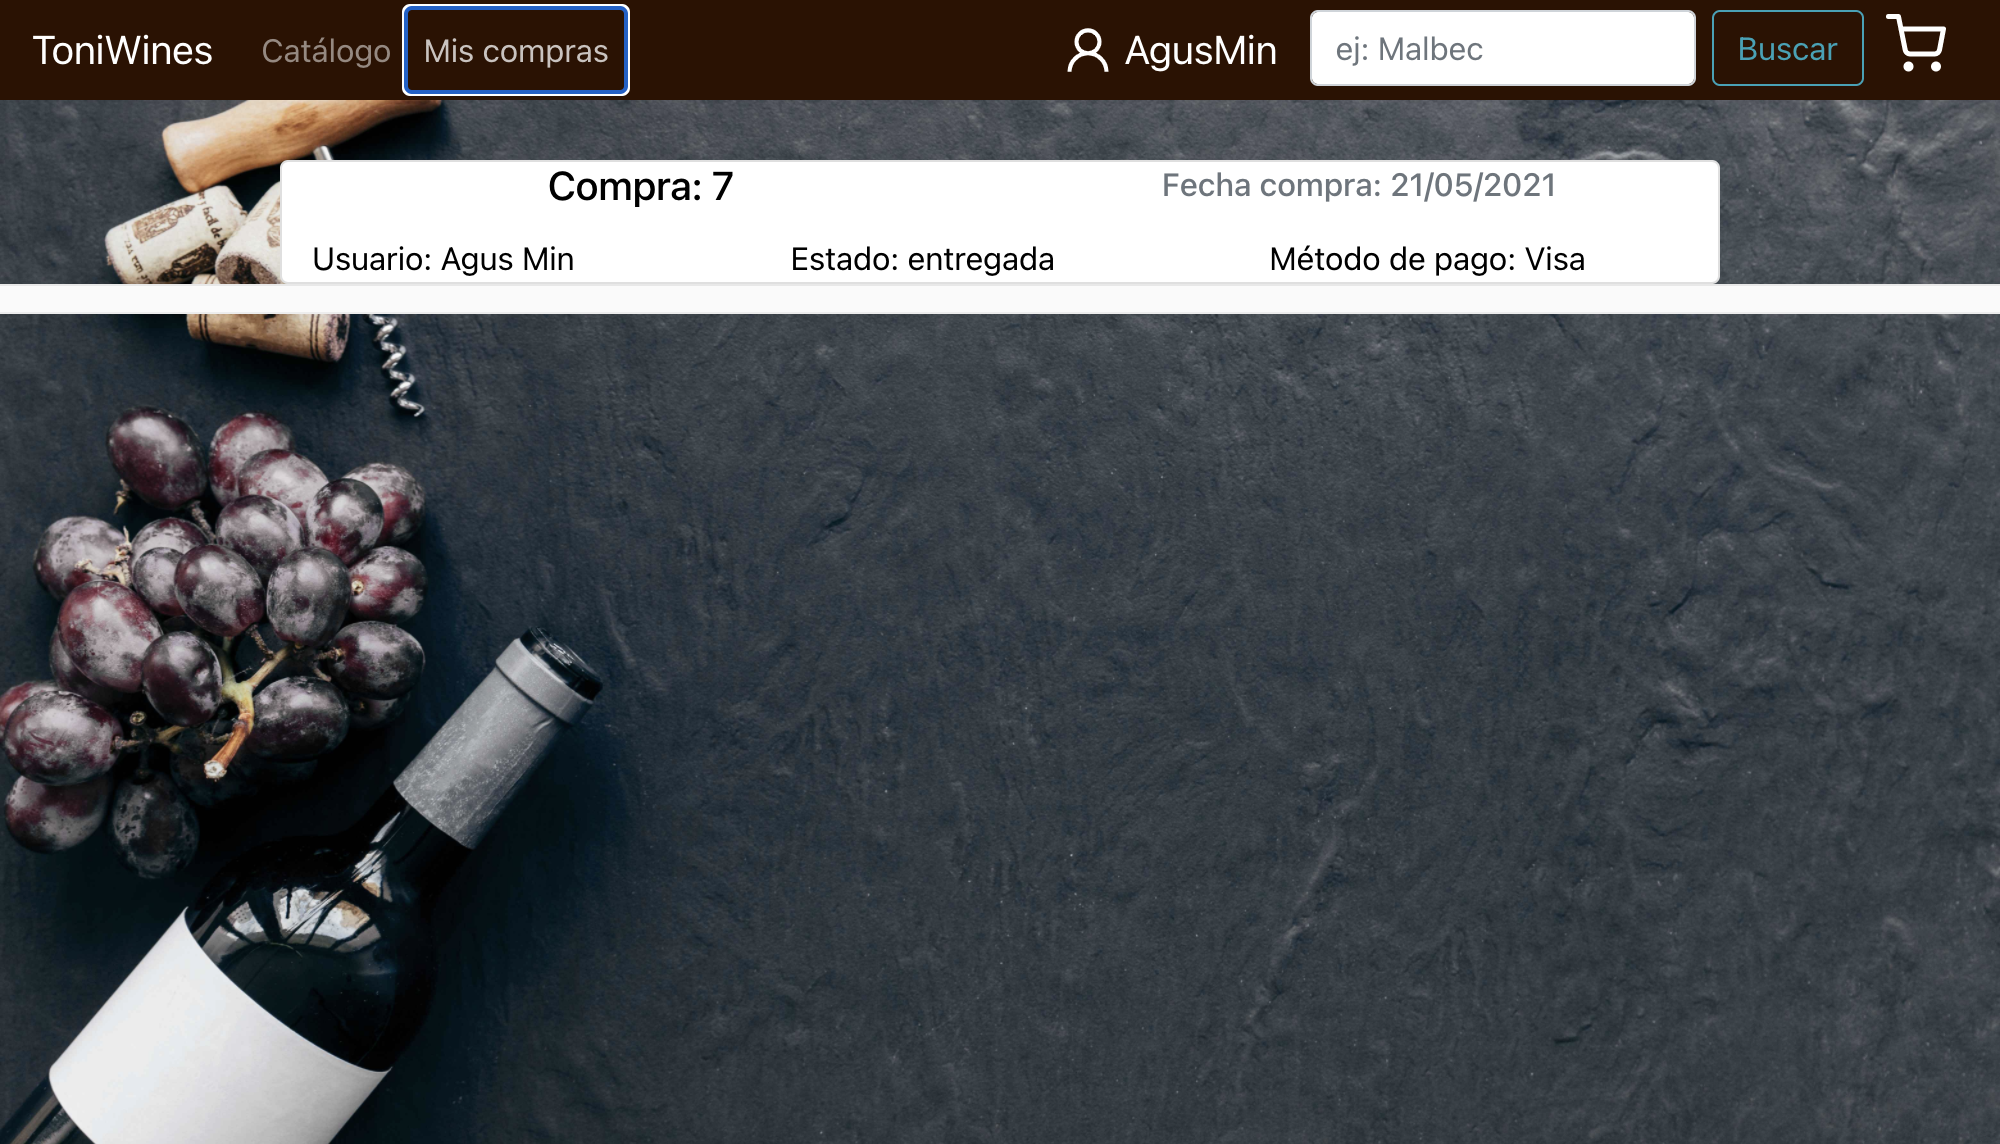 ToniWines Catálogo Mis compras AgusMin ej: Malbec Buscar
Compra: 7 Fecha compra: 21/05/2021
Usuario: Agus Min Estado: entregada Método de pago: Visa